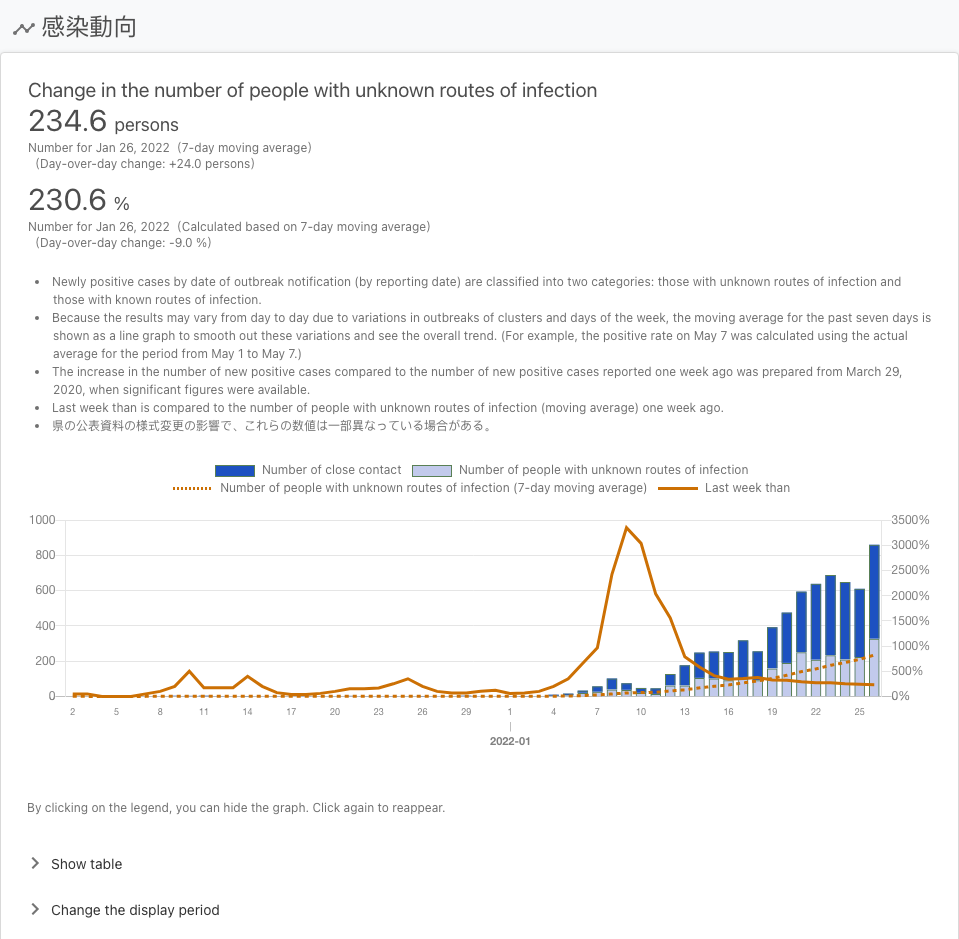 感染動向
Change in the number of people with unknown routes of infection
234.6 persons
Number for Jan 26, 2022（7-day moving average）
（Day-over-day change: +24.0 persons）
230.6 %
Number for Jan 26, 2022（Calculated based on 7-day moving average）
（Day-over-day change: -9.0 %）
• Newly positive cases by date of outbreak notification (by reporting date) are classified into two categories: those with unknown routes of infection and
those with known routes of infection.
• Because the results may vary from day to day due to variations in outbreaks of clusters and days of the week, the moving average for the past seven days is
shown as a line graph to smooth out these variations and see the overall trend. (For example, the positive rate on May 7 was calculated using the actual
average for the period from May 1 to May 7.)
• The increase in the number of new positive cases compared to the number of new positive cases reported one week ago was prepared from March 29,
2020, when significant figures were available.
• Last week than is compared to the number of people with unknown routes of infection (moving average) one week ago.
• 県の公表資料の様式変更の影響で、これらの数値は一部異なっている場合がある。
Number of close contact Number of people with unknown routes of infection
Number of people with unknown routes of infection (7-day moving average) Last week than
1000 3500%
3000%
800
2500%
600 2000%
1500%
400
1000%
200
500%
0 0%
2 5 8 11 14 17 20 23 26 29 1 4 7 10 13 16 19 22 25
2022-01
By clicking on the legend, you can hide the graph. Click again to reappear.
Show table
Change the display period